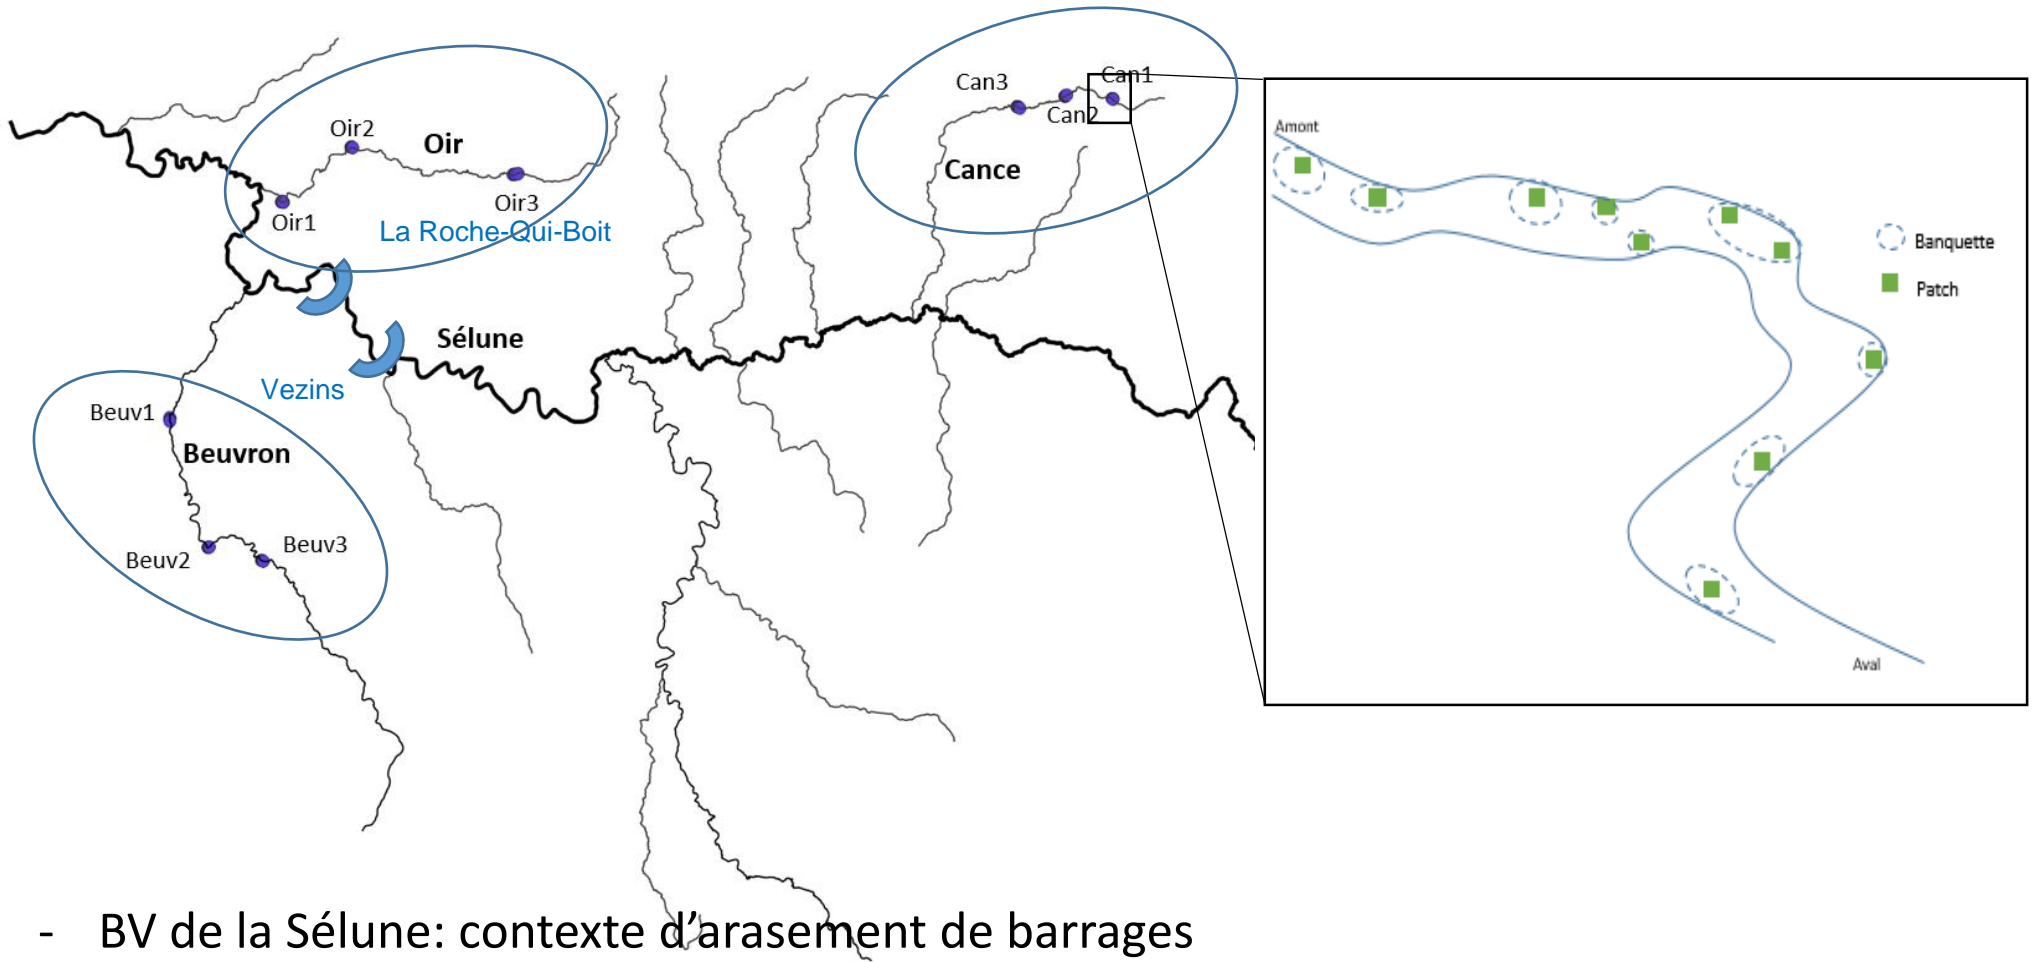 Can3
Can1
Can2
Oir2
Oir
Cance
Oir3
Oir1
La Roche-Qui-Boit
Sélune
Vezins
Beuv1
Beuvron
Beuv3
Beuv2
Amont
Banquette
Patch
Aval
- BV de la Sélune: contexte d’arasement de barrages